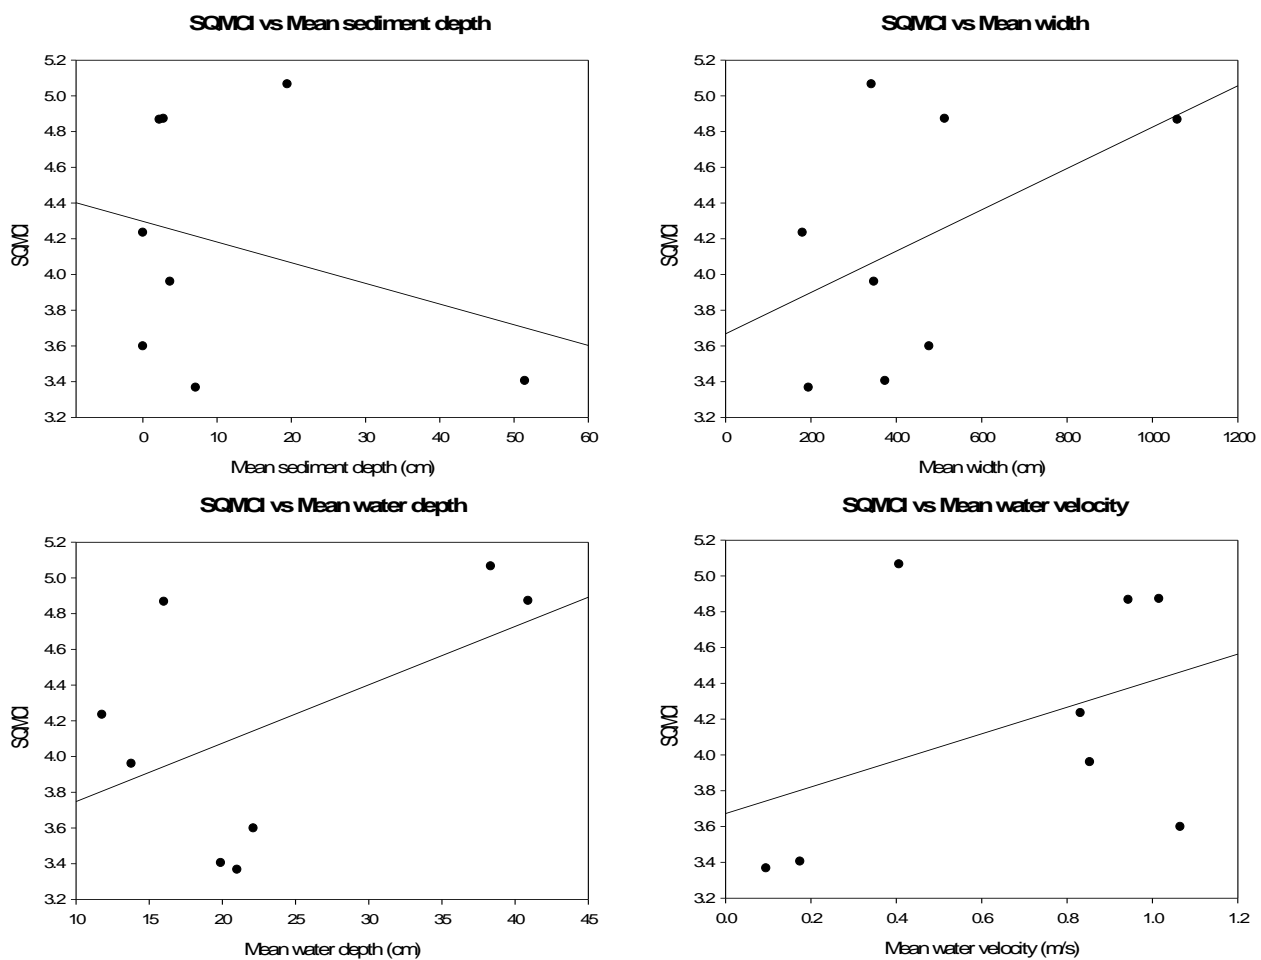 SQMCI vs Mean sediment depth
5.2
5.0
4.8
4.6
4.4
4.2
4.0
3.8
3.6
3.4
3.2
SQMCI
0 10 20 30 40 50 60
Mean sediment depth (cm)
SQMCI vs Mean width
5.2
5.0
4.8
4.6
4.4
4.2
4.0
3.8
3.6
3.4
3.2
SQMCI
0 200 400 600 800 1000 1200
Mean width (cm)
SQMCI vs Mean water depth
5.2
5.0
4.8
4.6
4.4
4.2
4.0
3.8
3.6
3.4
3.2
SQMCI
10 15 20 25 30 35 40 45
Mean water depth (cm)
SQMCI vs Mean water velocity
5.2
5.0
4.8
4.6
4.4
4.2
4.0
3.8
3.6
3.4
3.2
SQMCI
0.0 0.2 0.4 0.6 0.8 1.0 1.2
Mean water velocity (m/s)